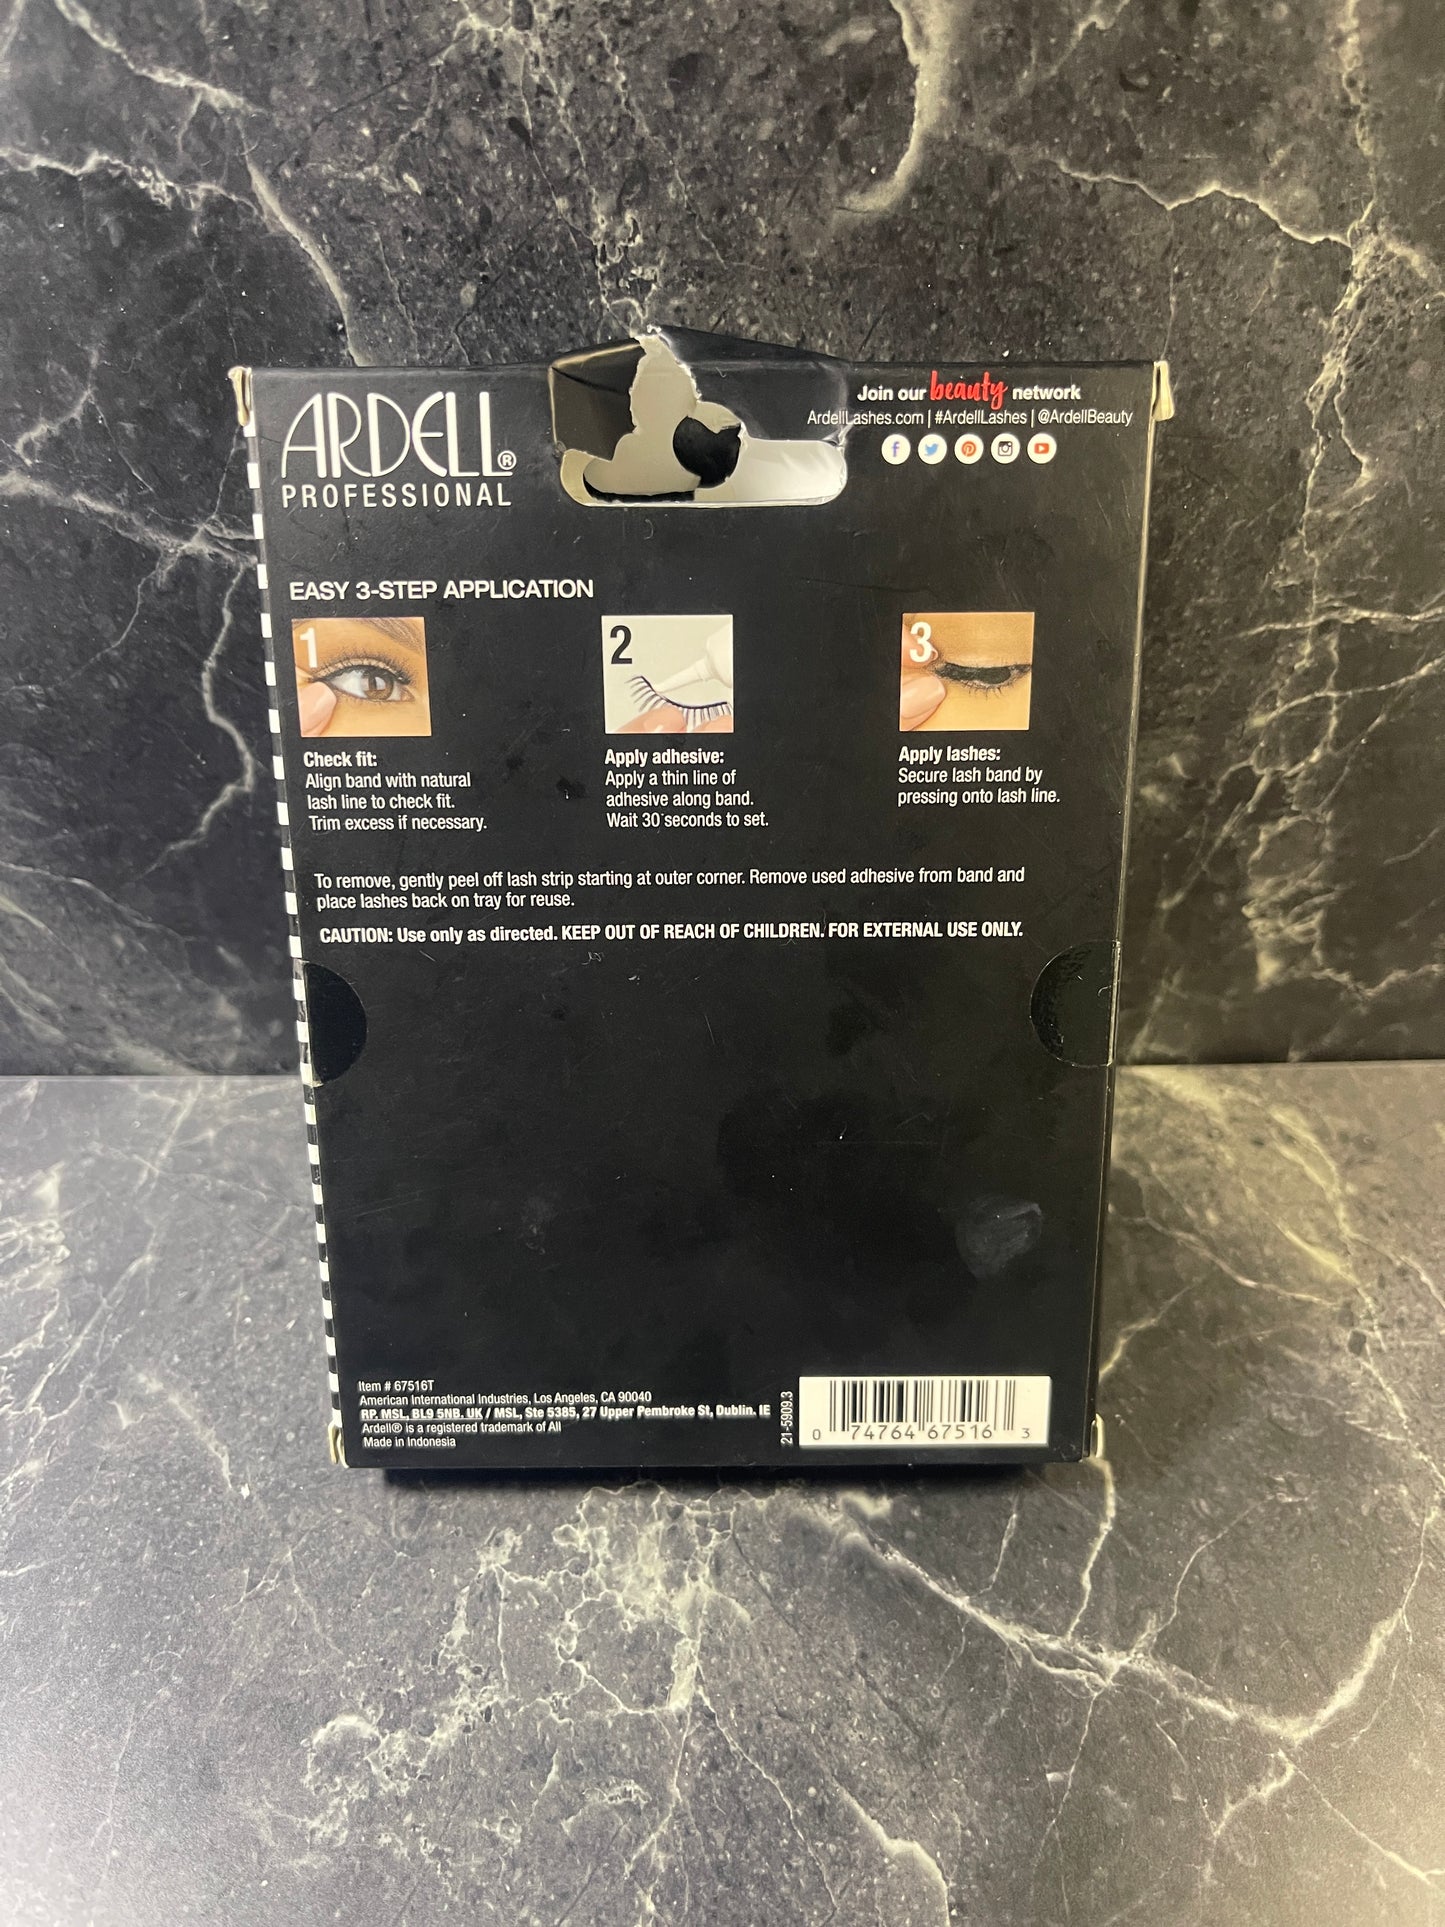 ARDELL®
PROFESSIONAL
Join our beauty network
ArdellLashes.com | #ArdellLashes | @ArdellBeauty
EASY 3-STEP APPLICATION
1
Check fit:
Align band with natural
lash line to check fit.
Trim excess if necessary.
2
Apply adhesive:
Apply a thin line of
adhesive along band.
Wait 30 seconds to set.
3
Apply lashes:
Secure lash band by
pressing onto lash line.
To remove, gently peel off lash strip starting at outer corner. Remove used adhesive from band and
place lashes back on tray for reuse.
CAUTION: Use only as directed. KEEP OUT OF REACH OF CHILDREN. FOR EXTERNAL USE ONLY.
Item # 67516T
American International Industries, Los Angeles, CA 90040
RP. MSL, BL9 5NB. UK / MSL, Ste 5385, 27 Upper Pembroke St, Dublin. IE
Ardell® is a registered trademark of AII
Made in Indonesia
21-5909.3
0 74764 67516 3